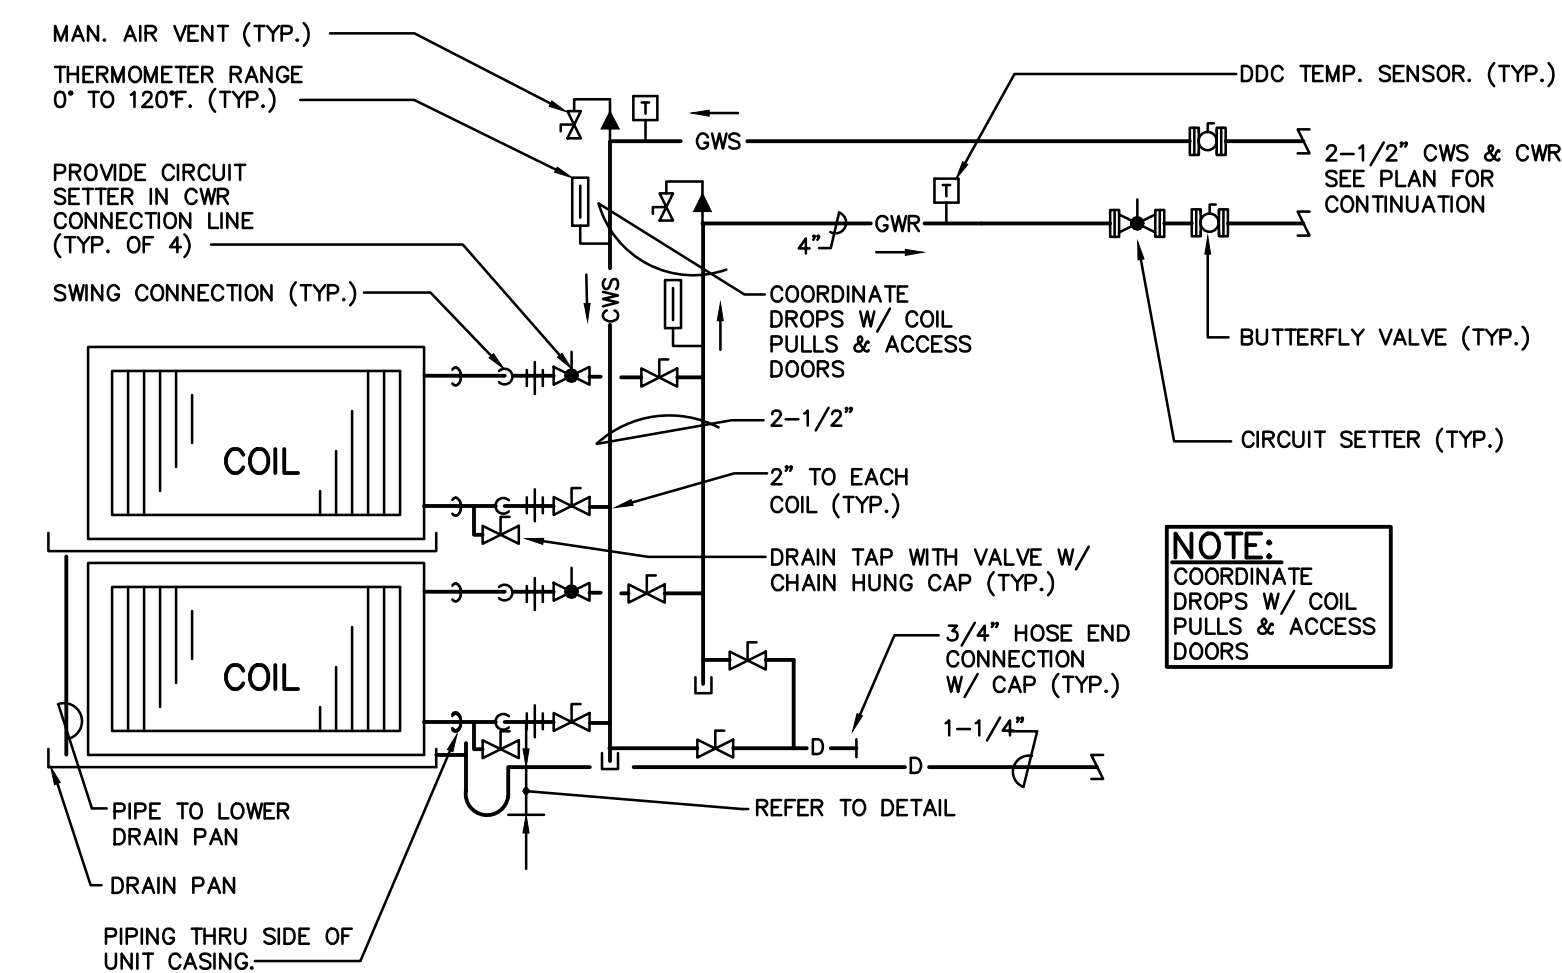 MAN. AIR VENT (TYP.)
THERMOMETER RANGE
0° TO 120°F. (TYP.)
PROVIDE CIRCUIT
SETTER IN CWR
CONNECTION LINE
(TYP. OF 4)
SWING CONNECTION (TYP.)
T
GWS
DDC TEMP. SENSOR. (TYP.)
2-1/2" CWS & CWR
SEE PLAN FOR
CONTINUATION
T
4"
GWR
CWS
COORDINATE
DROPS W/ COIL
PULLS & ACCESS
DOORS
BUTTERFLY VALVE (TYP.)
2-1/2"
CIRCUIT SETTER (TYP.)
COIL
2" TO EACH
COIL (TYP.)
DRAIN TAP WITH VALVE W/
CHAIN HUNG CAP (TYP.)
NOTE:
COORDINATE
DROPS W/ COIL
PULLS & ACCESS
DOORS
COIL
3/4" HOSE END
CONNECTION
W/ CAP (TYP.)
1-1/4"
D
D
REFER TO DETAIL
PIPE TO LOWER
DRAIN PAN
DRAIN PAN
PIPING THRU SIDE OF
UNIT CASING.